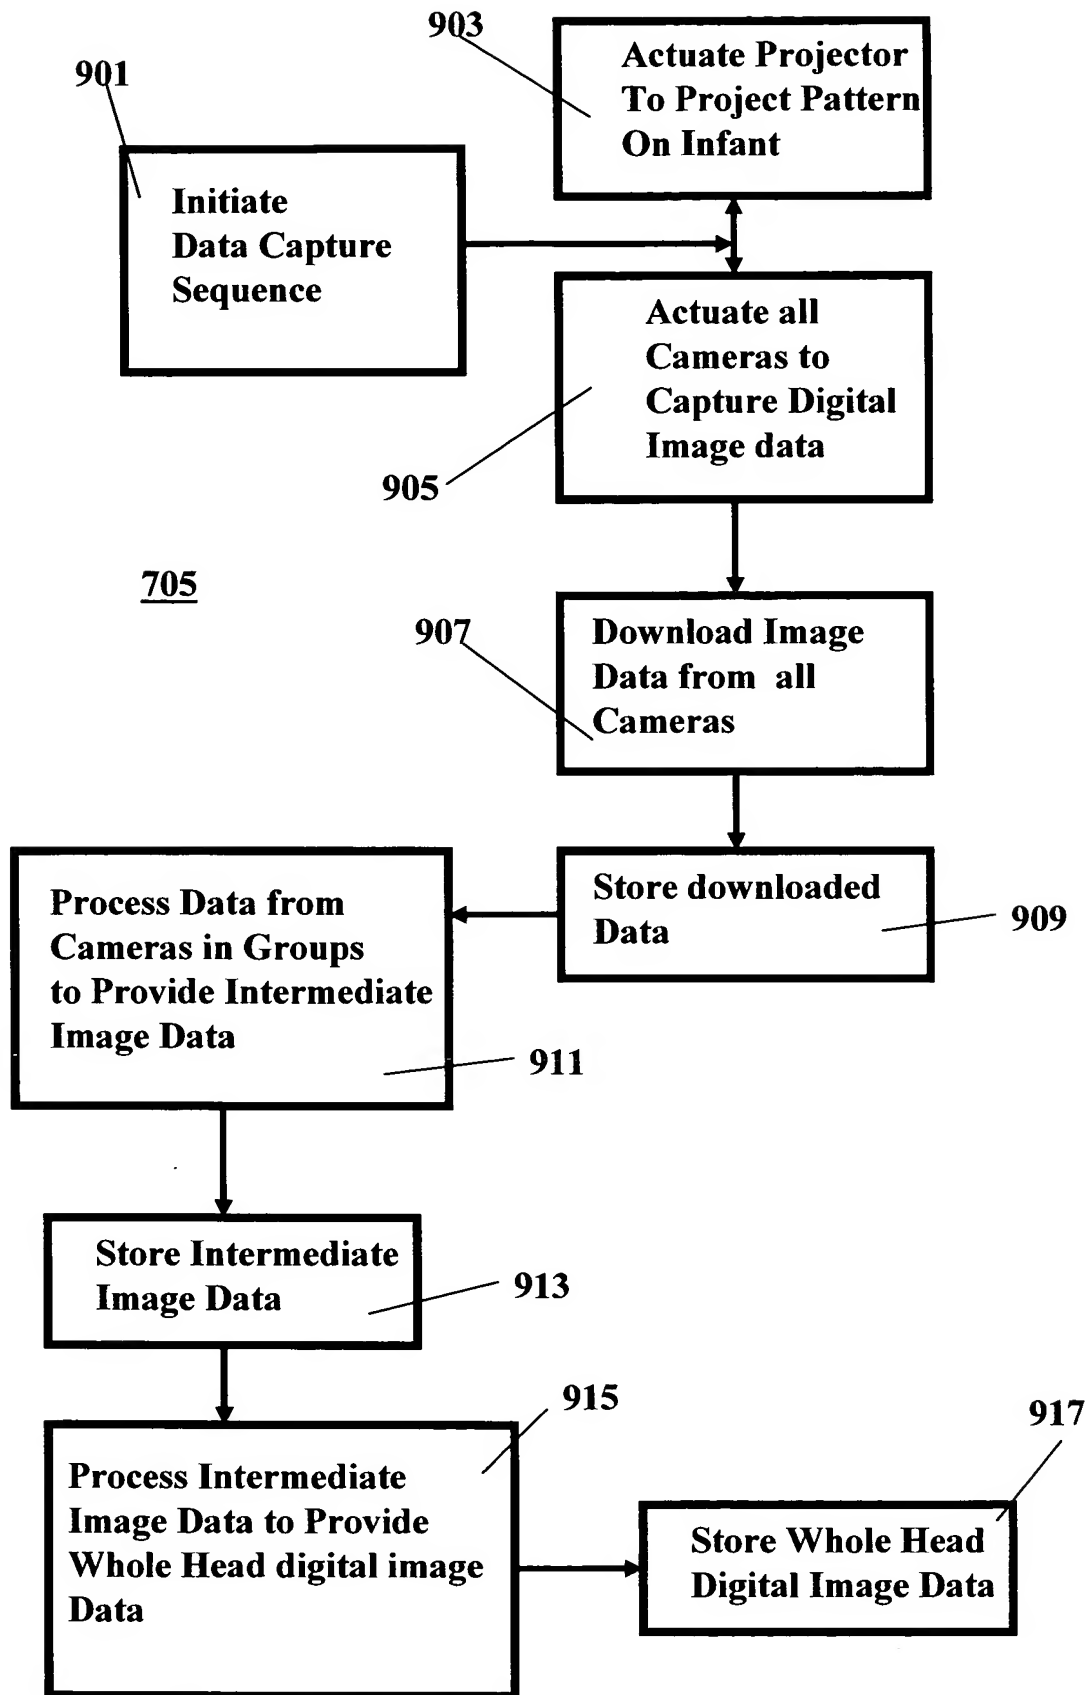 903
Actuate Projector
To Project Pattern
On Infant
901
Initiate
Data Capture
Sequence
Actuate all
Cameras to
Capture Digital
Image data
905
705
907
Download Image
Data from all
Cameras
Store downloaded
Data
909
Process Data from
Cameras in Groups
to Provide Intermediate
Image Data
911
Store Intermediate
Image Data
913
915
917
Process Intermediate
Image Data to Provide
Whole Head digital image
Data
Store Whole Head
Digital Image Data